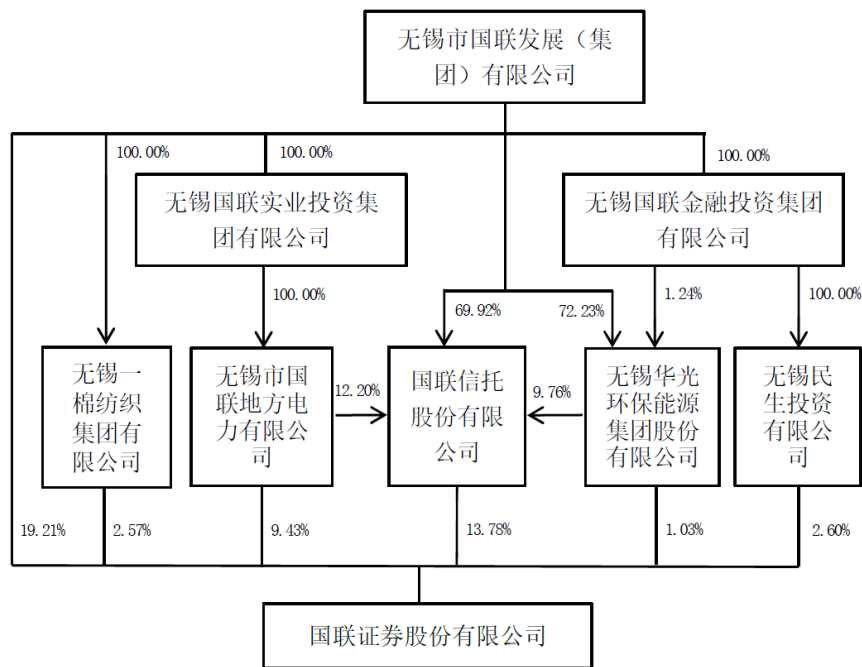 无锡市国联发展（集
团）有限公司
100.00%
100.00%
100.00%
无锡国联实业投资集
团有限公司
无锡国联金融投资集团
有限公司
100.00%
69.92%
72.23%
1.24%
100.00%
无锡一
棉纺织
集团有
限公司
无锡市国
联地方电
力有限公
司
12.20%
国联信托
股份有限
公司
9.76%
无锡华光
环保能源
集团股份
有限公司
无锡民
生投资
有限公
司
19.21%
2.57%
9.43%
13.78%
1.03%
2.60%
国联证券股份有限公司